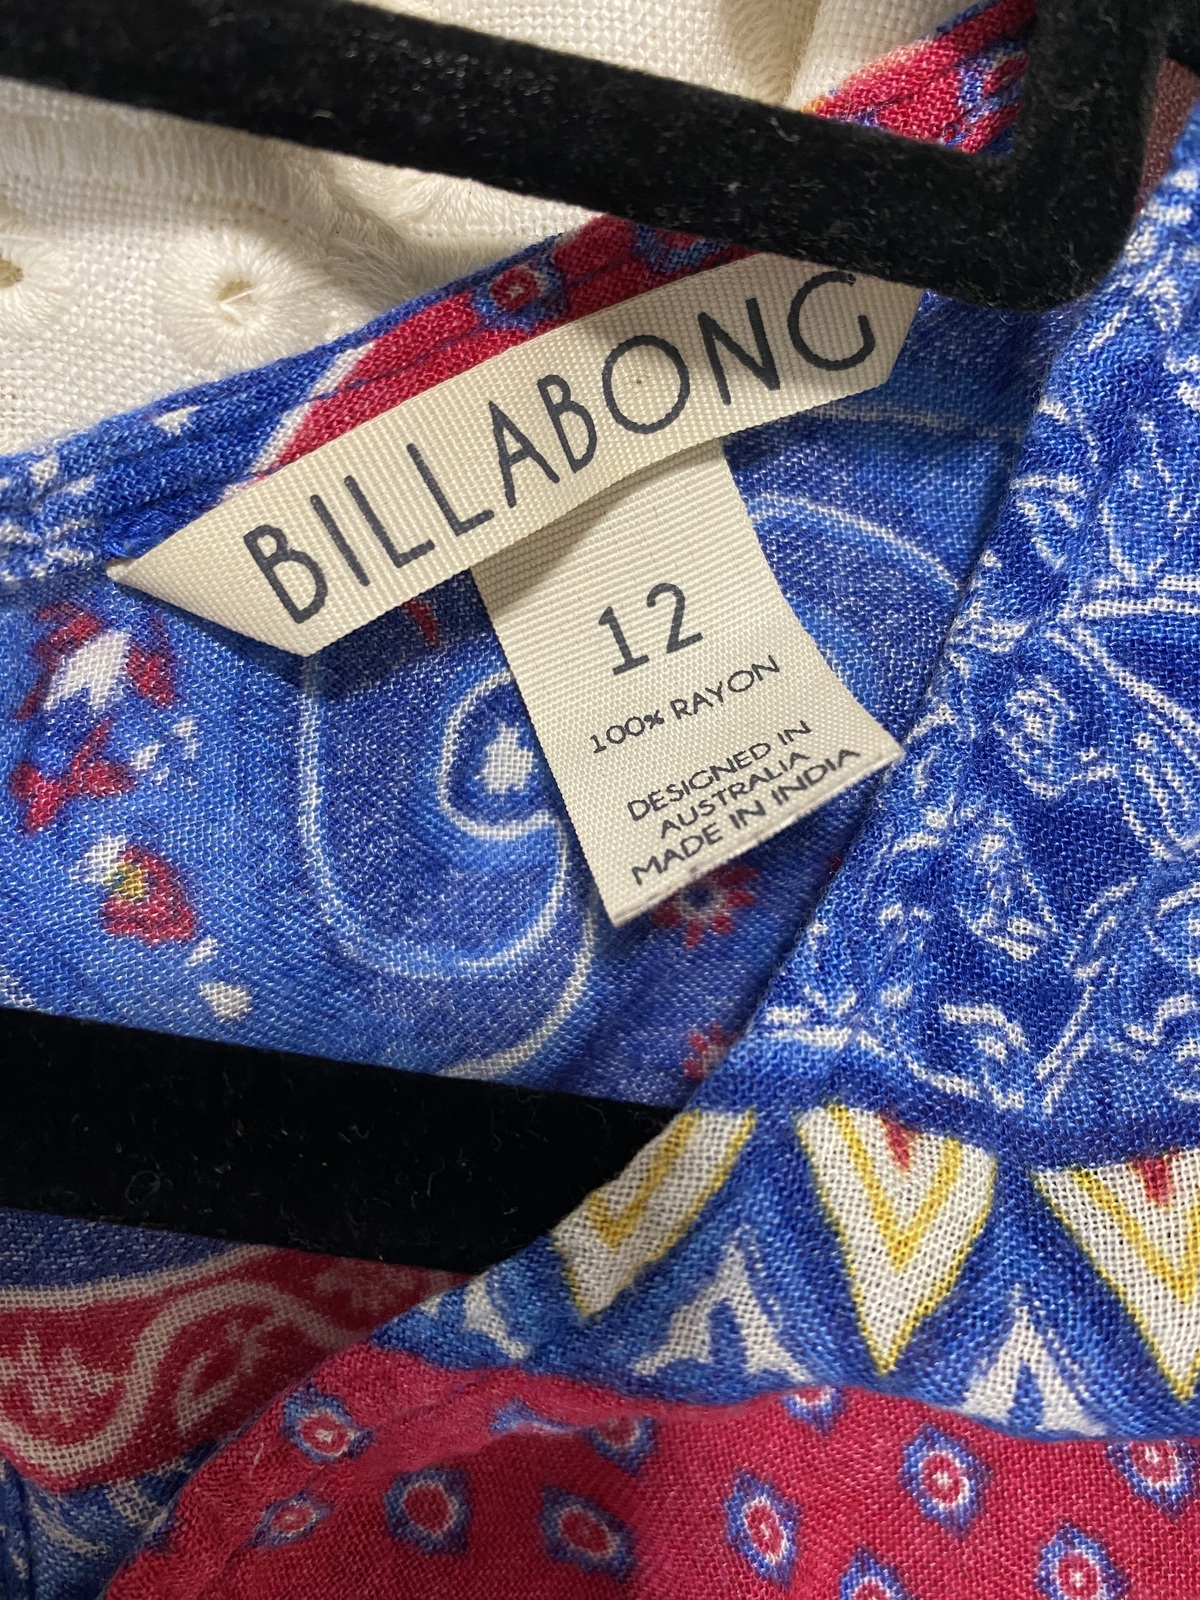 BILLABONG
12
100% RAYON
DESIGNED IN
AUSTRALIA
MADE IN INDIA